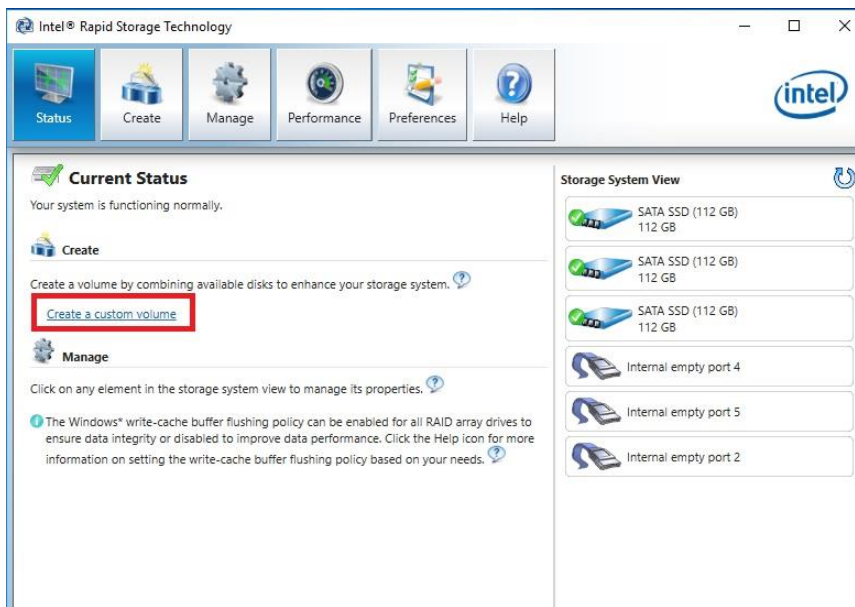 Intel® Rapid Storage Technology
Status
Create
Manage
Performance
Preferences
Help
intel
Current Status
Your system is functioning normally.
Create
Create a volume by combining available disks to enhance your storage system.
Create a custom volume
Manage
Click on any element in the storage system view to manage its properties.
The Windows* write-cache buffer flushing policy can be enabled for all RAID array drives to
ensure data integrity or disabled to improve data performance. Click the Help icon for more
information on setting the write-cache buffer flushing policy based on your needs.
Storage System View
SATA SSD (112 GB)
112 GB
SATA SSD (112 GB)
112 GB
SATA SSD (112 GB)
112 GB
Internal empty port 4
Internal empty port 5
Internal empty port 2